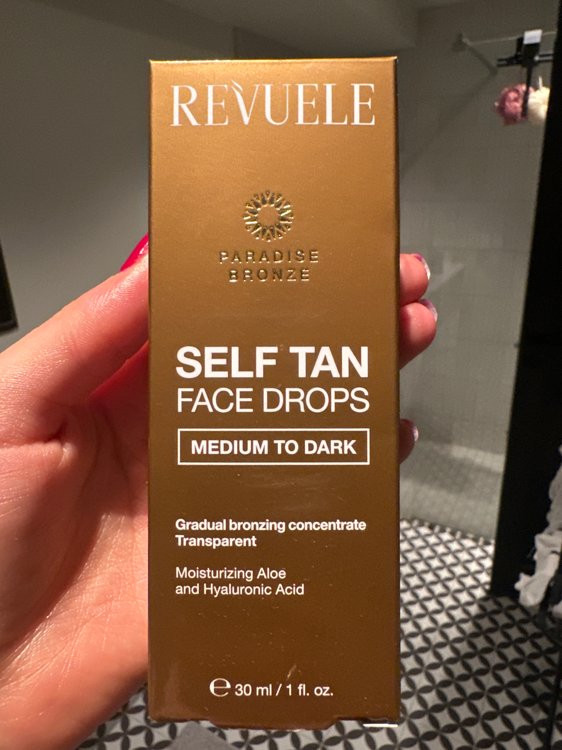 REVUELE
PARADISE
BRONZE
SELF TAN
FACE DROPS
MEDIUM TO DARK
Gradual bronzing concentrate
Transparent
Moisturizing Aloe
and Hyaluronic Acid
℮ 30 ml / 1 fl. oz.